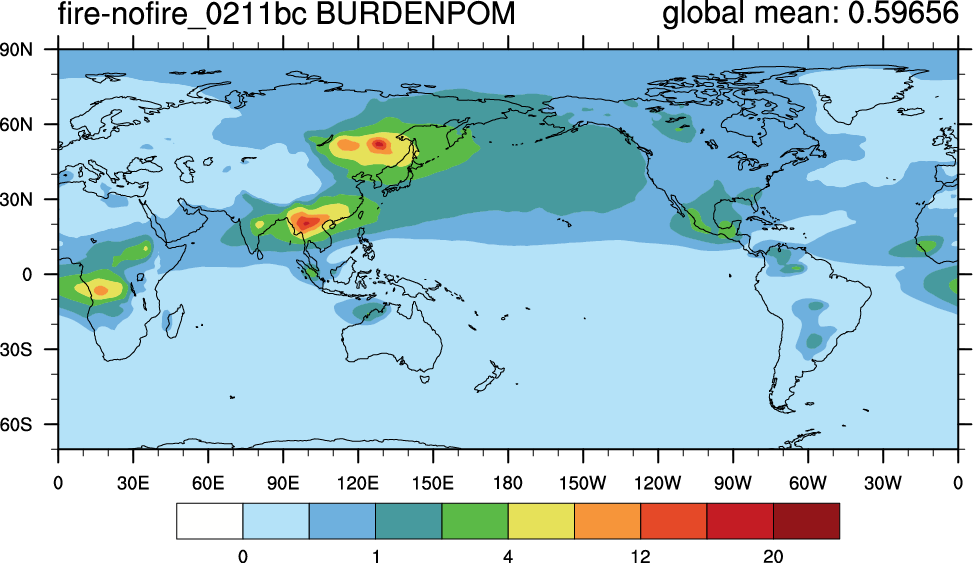 fire-nofire_0211bc BURDENPOM global mean: 0.59656
90N
60N
30N
0
30S
60S
0 30E 60E 90E 120E 150E 180 150W 120W 90W 60W 30W 0
0 1 4 12 20